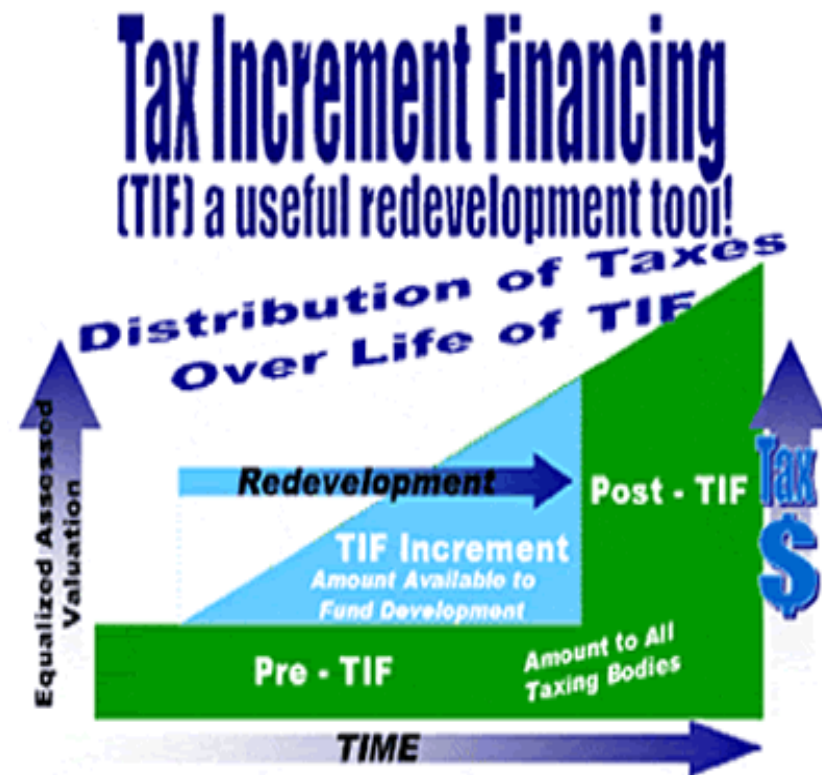 Tax Increment Financing
(TIF) a useful redevelopment tool!
Distribution of Taxes
Over Life of TIF
Equalized Assessed
Valuation
Redevelopment
TIF Increment
Amount Available to
Fund Development
Post - TIF
Tax
$
Pre - TIF
Amount to All
Taxing Bodies
TIME